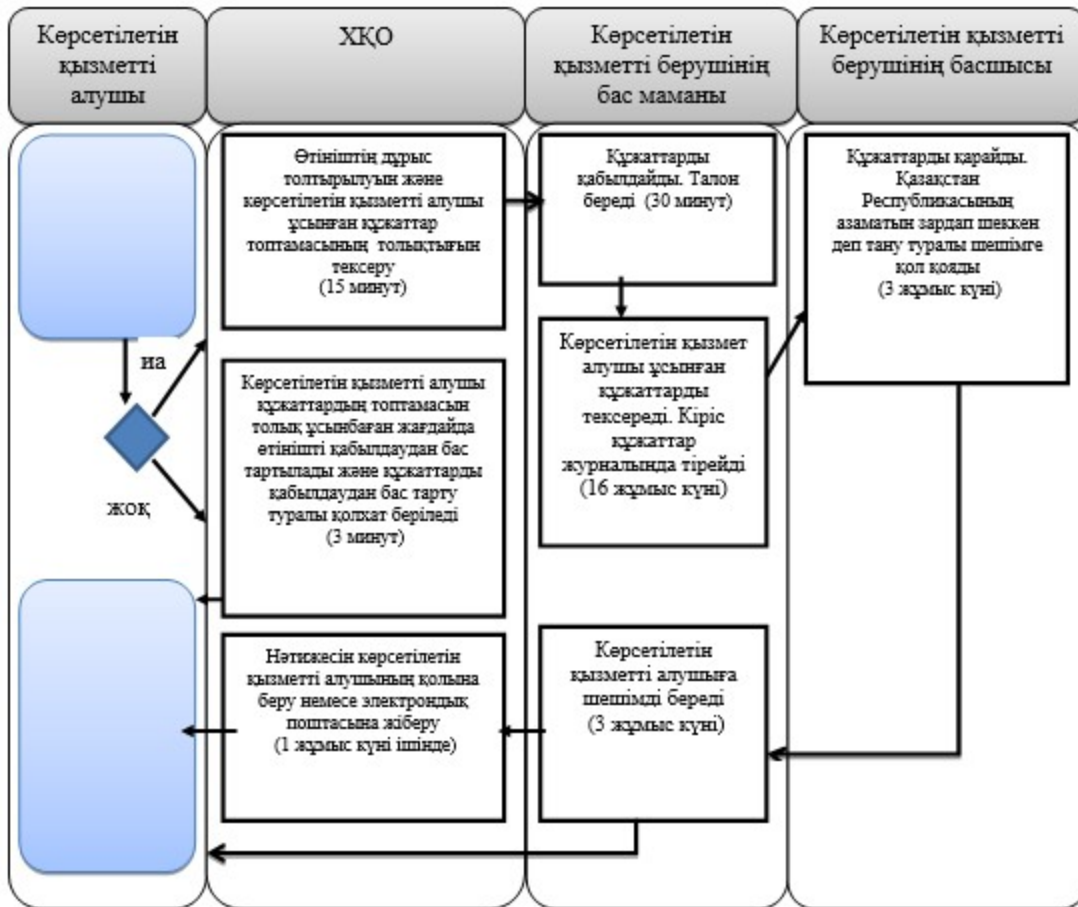 Көрсетілетін
қызметті
алушы
ХҚО
Көрсетілетін
қызметті берушінің
бас маманы
Көрсетілетін қызметті
берушінің басшысы
Өтініштің дұрыс
толтырылуын және
көрсетілетін қызметті алушы
ұсынған құжаттар
топтамасының толықтығын
тексеру
(15 минут)
Құжаттарды
қабылдайды. Талон
береді (30 минут)
Құжаттарды қарайды.
Қазақстан
Республикасының
азаматын зардап шеккен
деп тану туралы шешімге
қол қояды
(3 жұмыс күні)
иа
жоқ
Көрсетілетін қызметті алушы
құжаттардың топтамасын
толық ұсынбаған жағдайда
өтінішті қабылдаудан бас
тартылады және құжаттарды
қабылдаудан бас тарту
туралы қолхат беріледі
(3 минут)
Көрсетілетін қызмет
алушы ұсынған
құжаттарды
тексереді. Кіріс
құжаттар
журналында тірейді
(16 жұмыс күні)
Нәтижесін көрсетілетін
қызметті алушының қолына
беру немесе электрондық
поштасына жіберу
(1 жұмыс күні ішінде)
Көрсетілетін
қызметті алушыға
шешімді береді
(3 жұмыс күні)